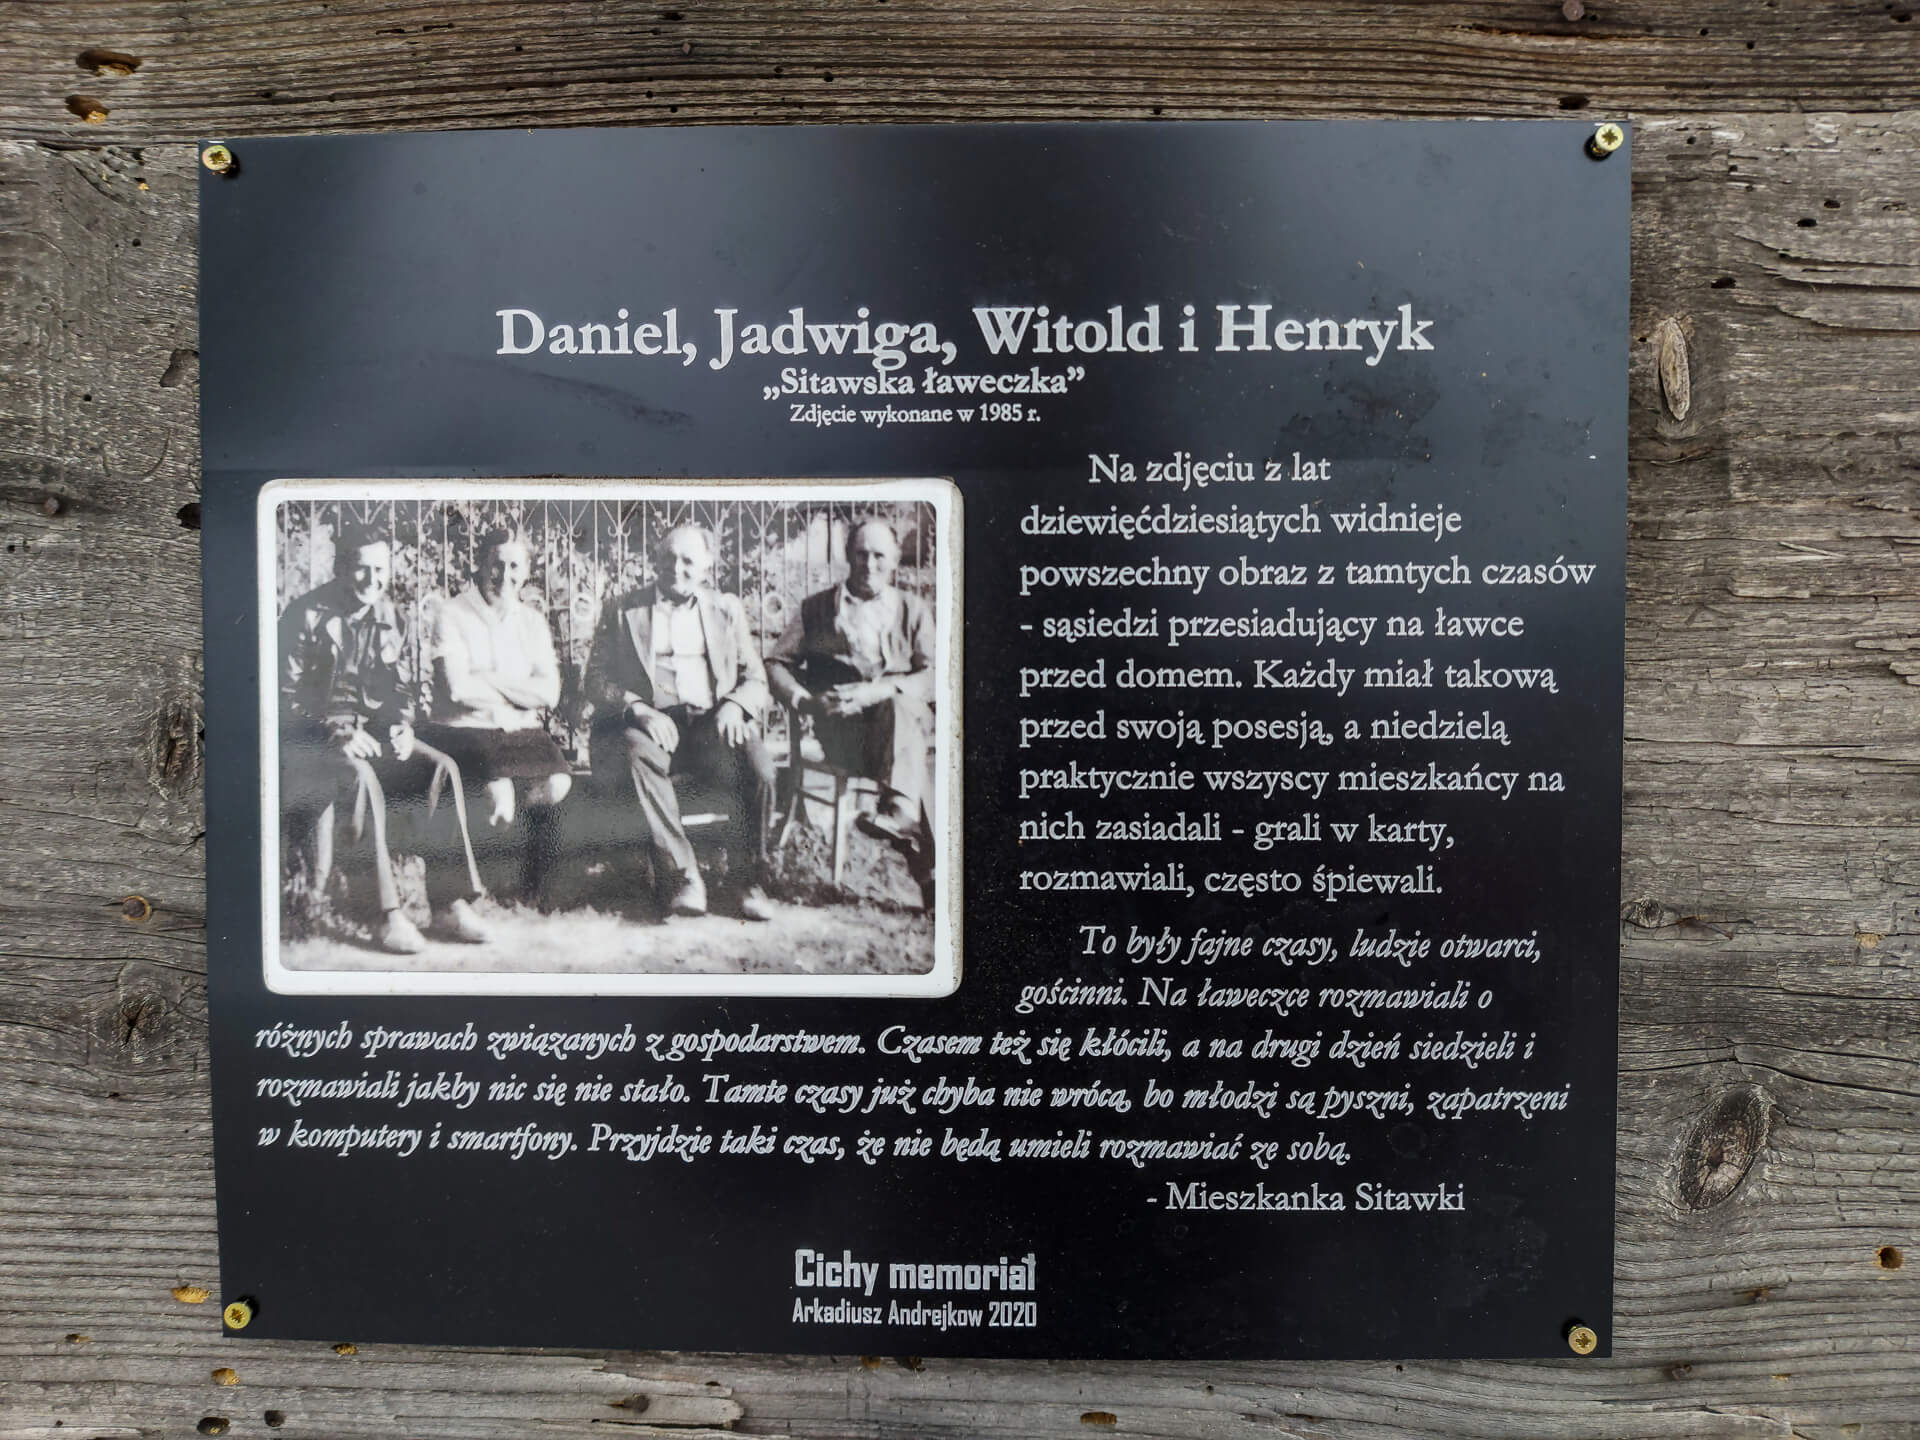 Daniel, Jadwiga, Witold i Henryk
„Sitawska ławeczka”
Zdjęcie wykonane w 1985 r.
Na zdjęciu z lat
dziewięćdziesiątych widnieje
powszechny obraz z tamtych czasów
- sąsiedzi przesiadujący na ławce
przed domem. Każdy miał takową
przed swoją posesją, a niedzielą
praktycznie wszyscy mieszkańcy na
nich zasiadali - grali w karty,
rozmawiali, często śpiewali.
To były fajne czasy, ludzie otwarci,
gościnni. Na ławeczce rozmawiali o
różnych sprawach związanych z gospodarstwem. Czasem też się kłócili, a na drugi dzień siedzieli i
rozmawiali jakby nic się nie stało. Tamte czasy już chyba nie wrócą, bo młodzi są pyszni, zapatrzeni
w komputery i smartfony. Przyjdzie taki czas, że nie będą umieli rozmawiać ze sobą.
- Mieszkanka Sitawki
Cichy memoriał
Arkadiusz Andrejkow 2020